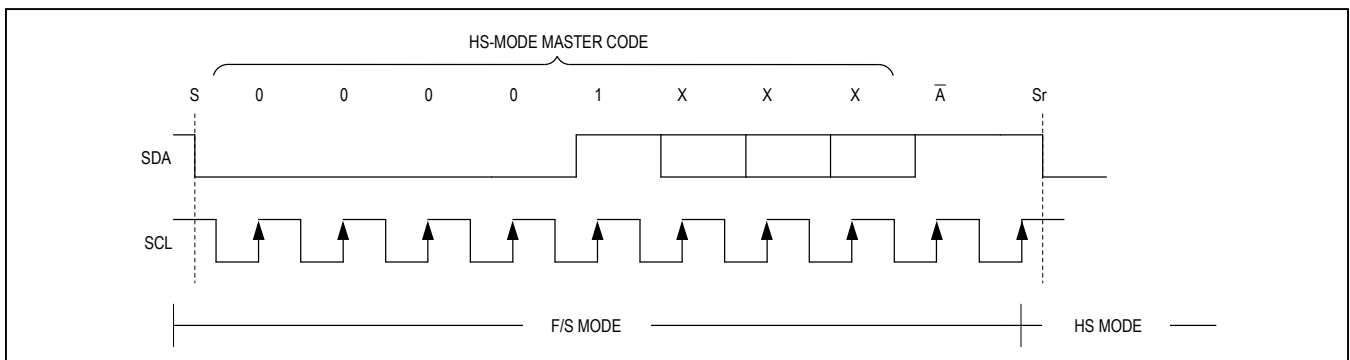 HS-MODE MASTER CODE
S 0 0 0 0 1 X X X A̅ Sr
SDA
SCL
F/S MODE HS MODE